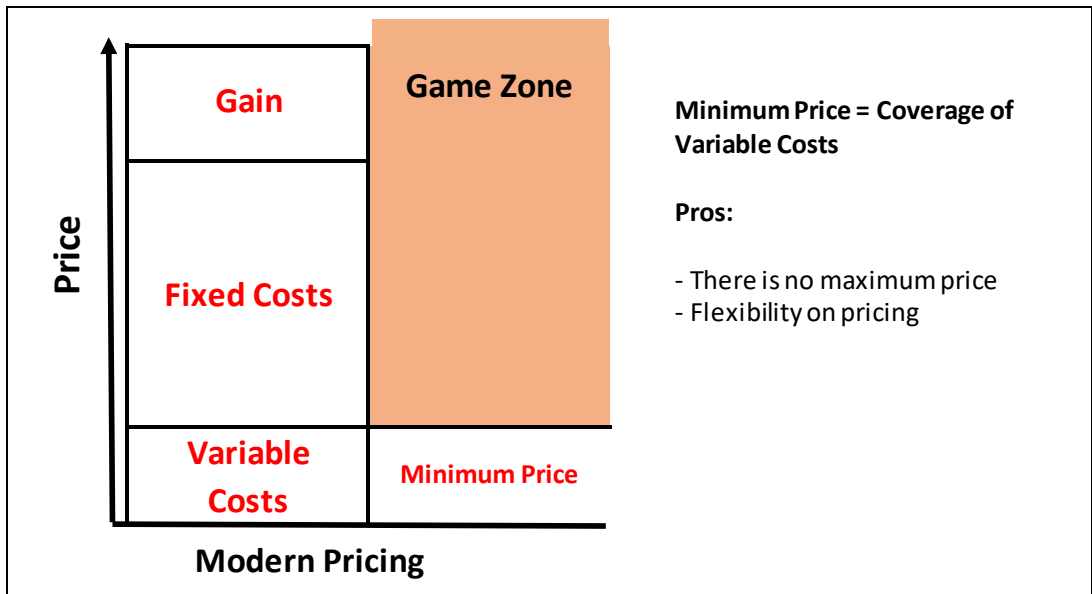 Gain
Game Zone
Minimum Price = Coverage of
Variable Costs
Pros:
- There is no maximum price
- Flexibility on pricing
Price
Fixed Costs
Variable
Costs
Minimum Price
Modern Pricing